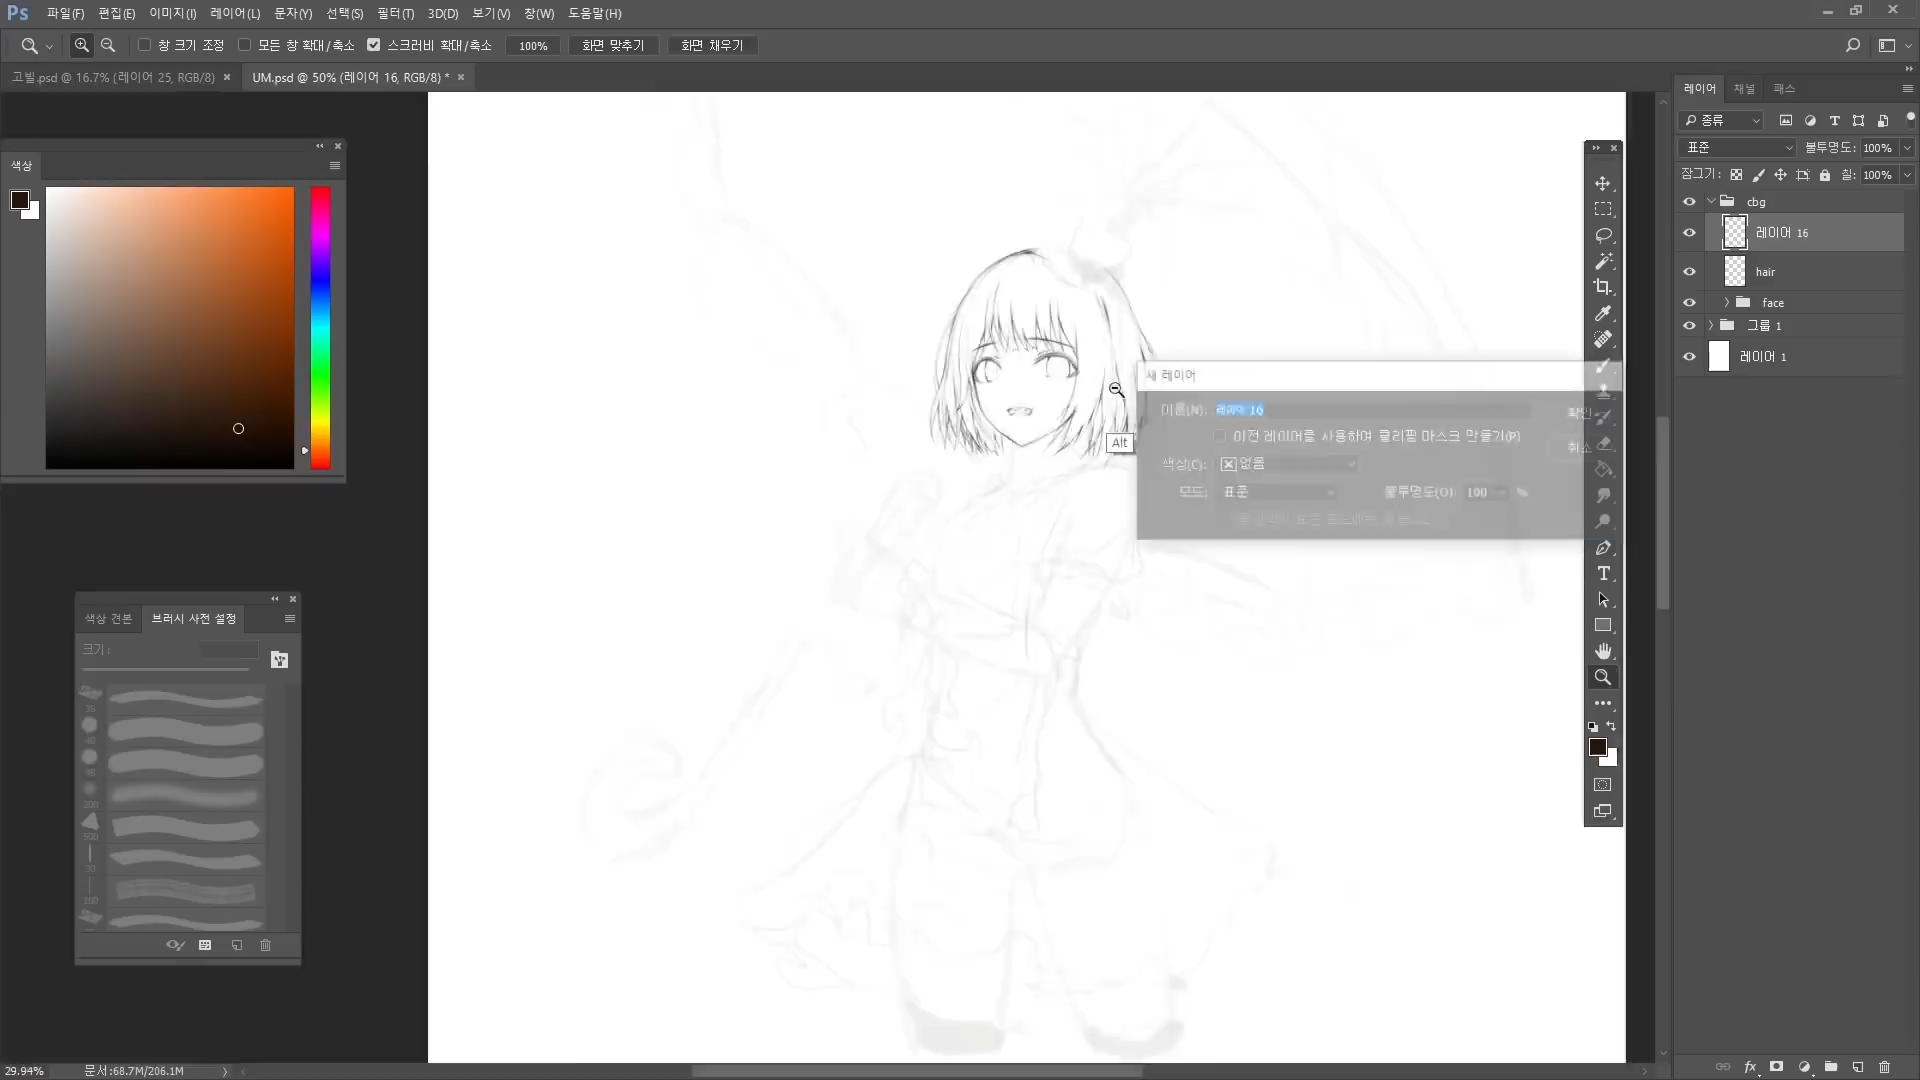 Ps 파일(F) 편집(E) 이미지(I) 레이어(L) 문자(Y) 선택(S) 필터(T) 3D(D) 보기(V) 창(W) 도움말(H)
창 크기 조정 모든 창 확대/축소 스크러비 확대/축소 100% 화면 맞추기 화면 채우기
고빌.psd @ 16.7% (레이어 25, RGB/8) UM.psd @ 50% (레이어 16, RGB/8) *
레이어 채널 패스
종류
표준 불투명도: 100%
잠그기: 칠: 100%
cbg
레이어 16
hair
face
그룹 1
레이어 1
색상
새 레이어
이름(N): 레이어 16 확인
이전 레이어를 사용하여 클리핑 마스크 만들기(P)
취소
색상(C): 없음
모드: 표준 불투명도(O): 100 %
Alt
색상 견본 브러시 사전 설정
크기:
36
40
48
200
500
30
100
29.94% 문서:68.7M/206.1M